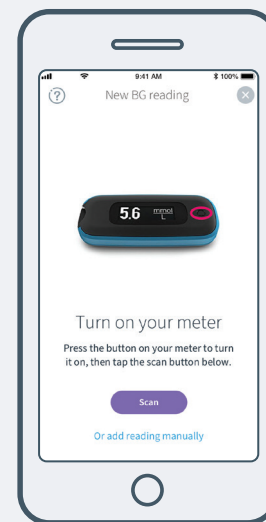 9:41 AM
100%
?
New BG reading
5.6 mmol
L
Turn on your meter
Press the button on your meter to turn
it on, then tap the scan button below.
Scan
Or add reading manually